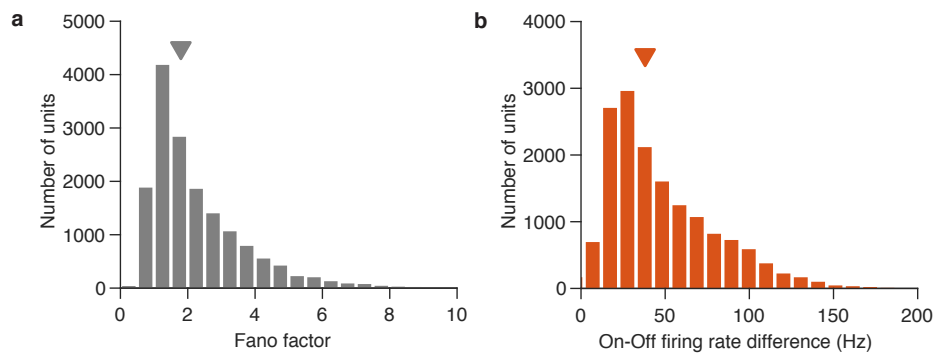 a
5000
4000
3000
2000
1000
0
Number of units
0 2 4 6 8 10
Fano factor
b
4000
3000
2000
1000
0
Number of units
0 50 100 150 200
On-Off firing rate difference (Hz)